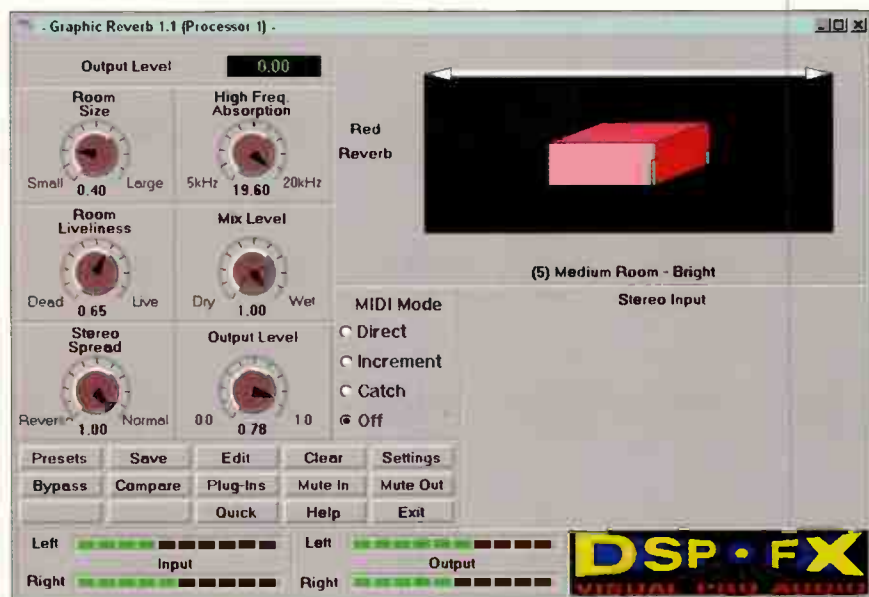 - Graphic Reverb 1.1 (Processor 1) -
Output Level 0.00
Room Size
Small 0.40 Large
High Freq. Absorption
5kHz 19.60 20kHz
Red Reverb
Room Liveliness
Dead 0.65 Live
Mix Level
Dry 1.00 Wet
(5) Medium Room - Bright
Stereo Input
Stereo Spread
Reverse 1.00 Normal
Output Level
0.0 0.78 1.0
MIDI Mode
Direct
Increment
Catch
Off
Presets Save Edit Clear Settings
Bypass Compare Plug-Ins Mute In Mute Out
Quick Help Exit
Left
Input
Right
Left
Output
Right
DSP•FX
VISUAL PRO AUDIO